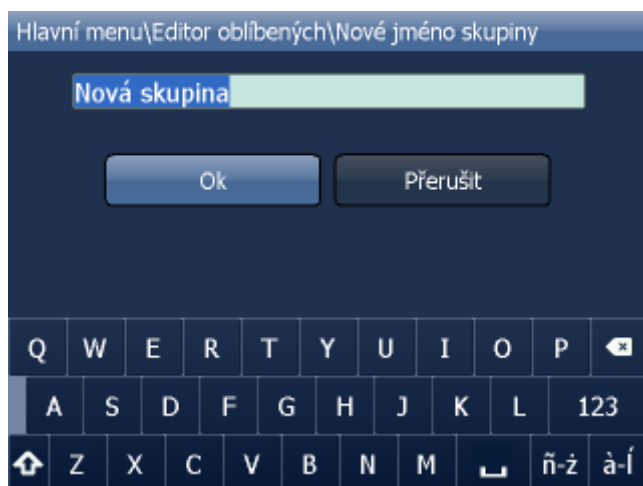 Hlavní menu\Editor oblíbených\Nové jméno skupiny
Nová skupina
Ok Přerušit
Q W E R T Y U I O P
A S D F G H J K L 123
Z X C V B N M ñ-ż à-Í